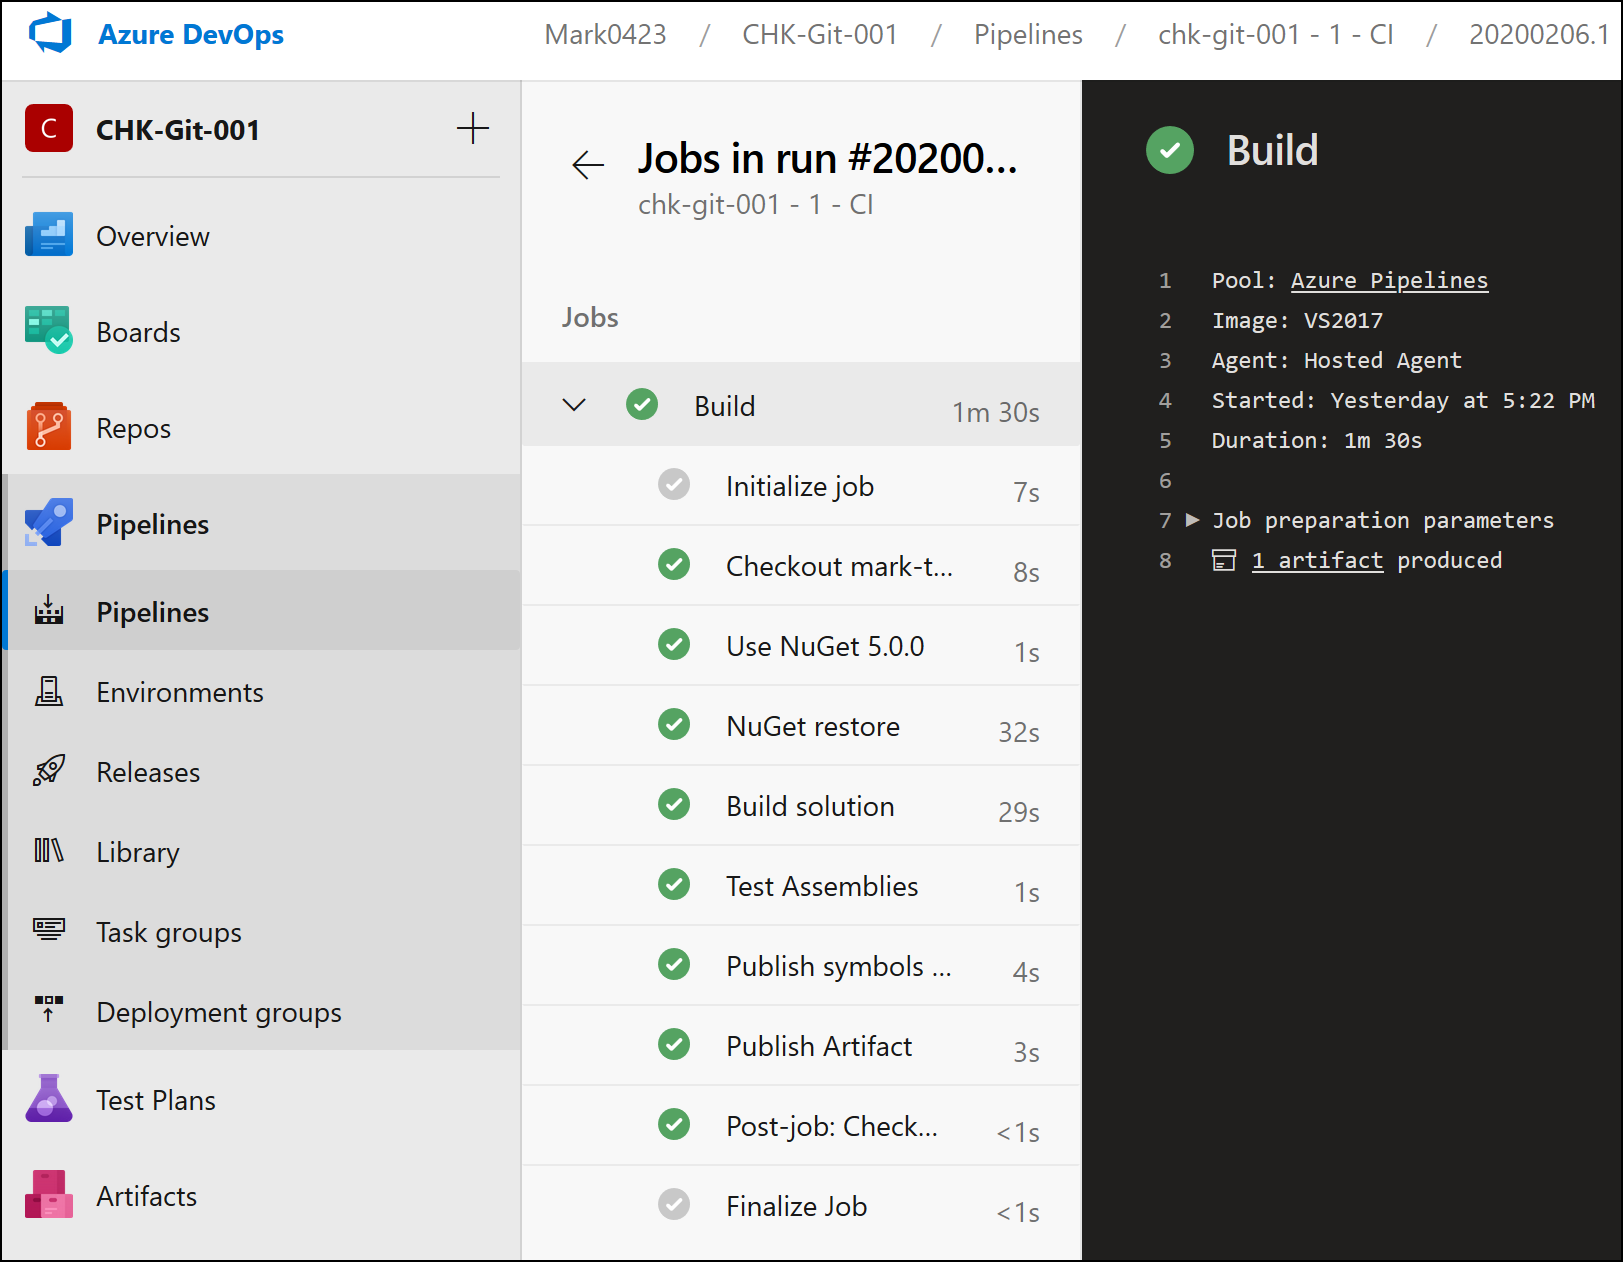 Azure DevOps
Mark0423 / CHK-Git-001 / Pipelines / chk-git-001 - 1 - CI / 20200206.1
C CHK-Git-001
Overview
Boards
Repos
Pipelines
Pipelines
Environments
Releases
Library
Task groups
Deployment groups
Test Plans
Artifacts
Jobs in run #20200...
chk-git-001 - 1 - CI
Jobs
Build 1m 30s
Initialize job 7s
Checkout mark-t... 8s
Use NuGet 5.0.0 1s
NuGet restore 32s
Build solution 29s
Test Assemblies 1s
Publish symbols ... 4s
Publish Artifact 3s
Post-job: Check... <1s
Finalize Job <1s
Build
1 Pool: Azure Pipelines
2 Image: VS2017
3 Agent: Hosted Agent
4 Started: Yesterday at 5:22 PM
5 Duration: 1m 30s
6
7 Job preparation parameters
8 1 artifact produced